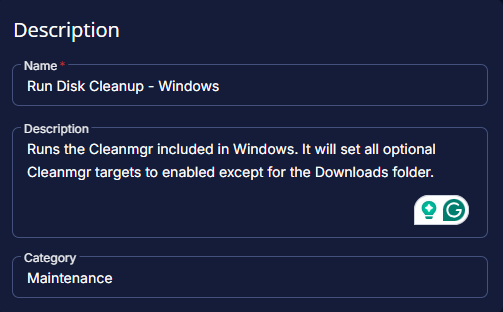 Description
Name *
Run Disk Cleanup - Windows
Description
Runs the Cleanmgr included in Windows. It will set all optional
Cleanmgr targets to enabled except for the Downloads folder.
Category
Maintenance